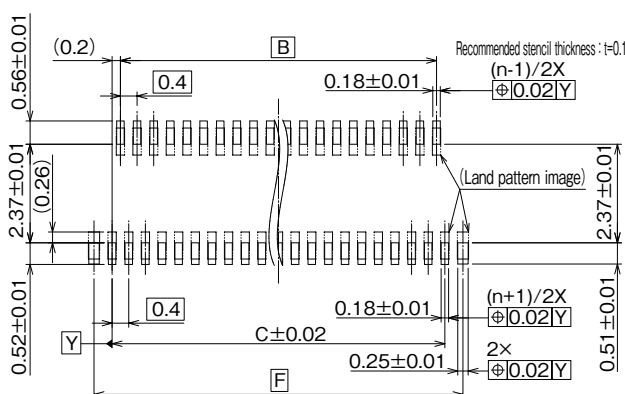 (0.2)
B
Recommended stencil thickness : t=0.1
0.56±0.01
0.4
0.18±0.01
(n-1)/2X
⌖ 0.02 Y
2.37±0.01
(0.26)
(Land pattern image)
2.37±0.01
0.52±0.01
0.4
0.18±0.01
(n+1)/2X
⌖ 0.02 Y
Y
C±0.02
0.25±0.01
2×
⌖ 0.02 Y
0.51±0.01
F